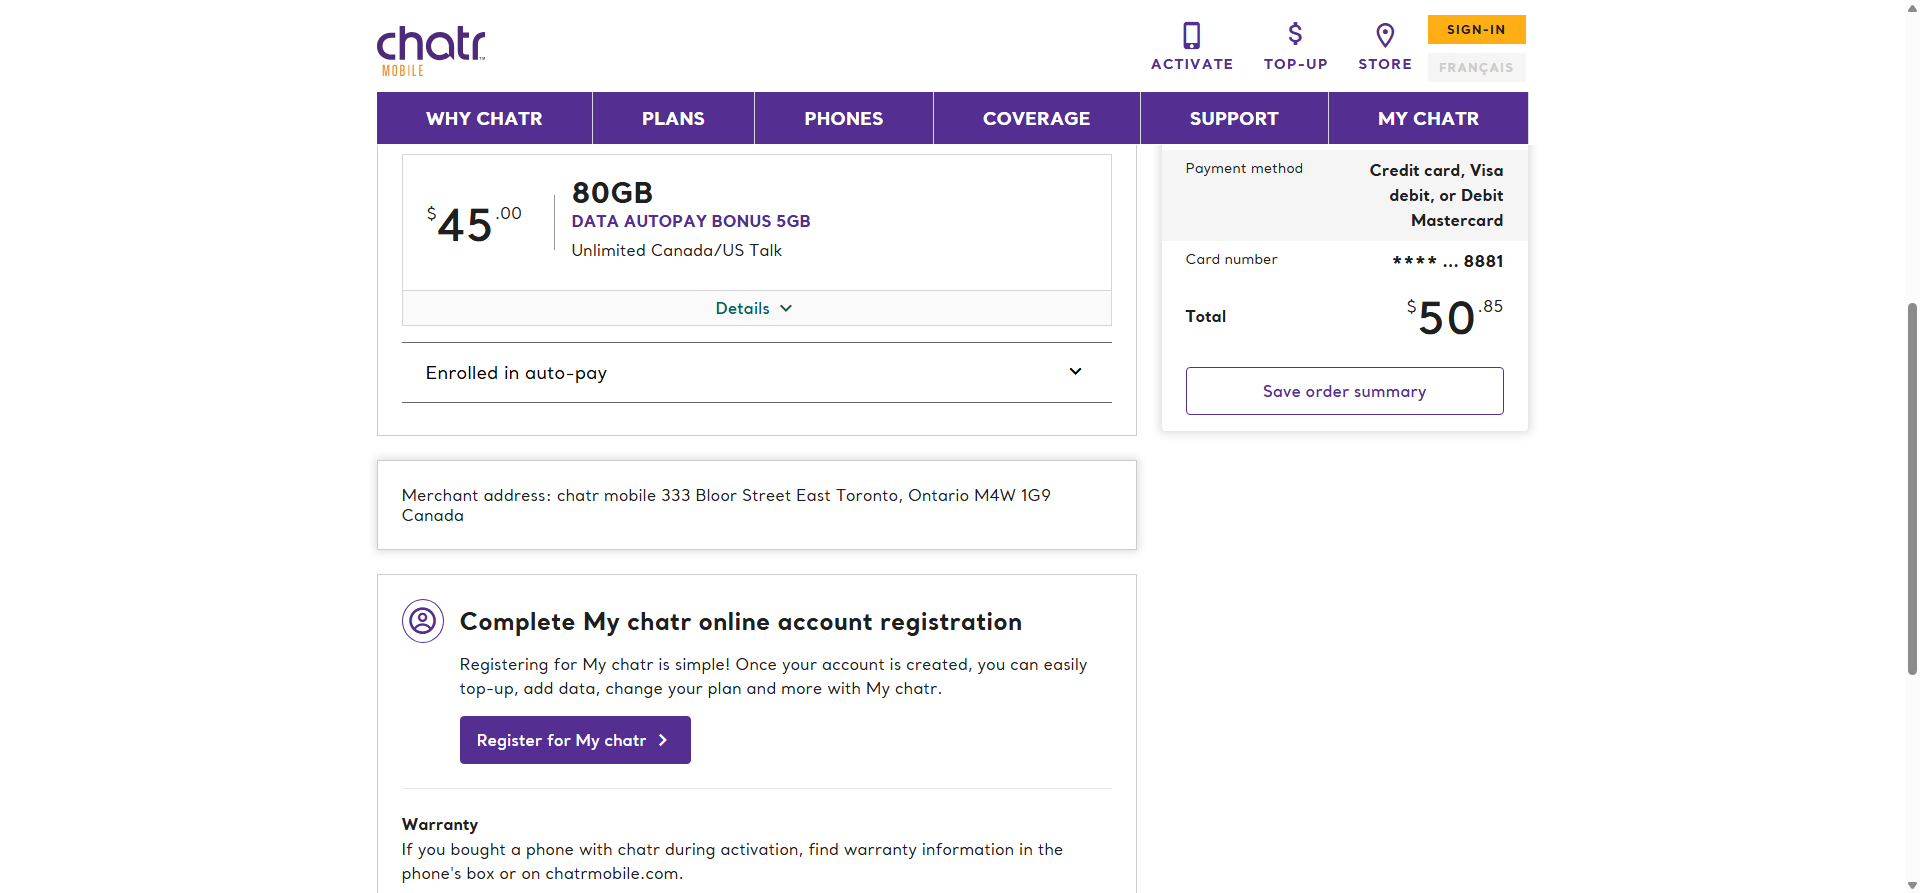 chatr
MOBILE
ACTIVATE
TOP-UP
STORE
SIGN-IN
FRANÇAIS
WHY CHATR
PLANS
PHONES
COVERAGE
SUPPORT
MY CHATR
$45.00
80GB
DATA AUTOPAY BONUS 5GB
Unlimited Canada/US Talk
Details
Enrolled in auto-pay
Payment method
Credit card, Visa
debit, or Debit
Mastercard
Card number
**** ... 8881
Total
$50.85
Save order summary
Merchant address: chatr mobile 333 Bloor Street East Toronto, Ontario M4W 1G9
Canada
Complete My chatr online account registration
Registering for My chatr is simple! Once your account is created, you can easily
top-up, add data, change your plan and more with My chatr.
Register for My chatr
Warranty
If you bought a phone with chatr during activation, find warranty information in the
phone's box or on chatrmobile.com.